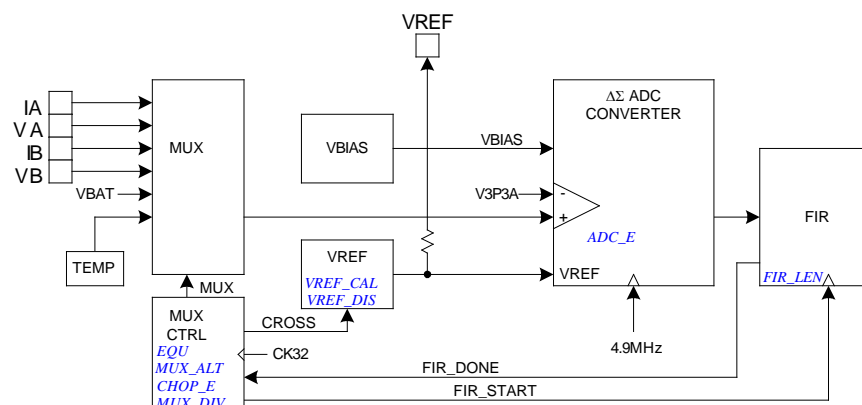 VREF
IA
VA
IB
VB
VBAT
TEMP
MUX
VBIAS
VBIAS
ΔΣ ADC
CONVERTER
V3P3A
-
+
ADC_E
VREF
FIR
FIR_LEN
VREF
VREF_CAL
VREF_DIS
MUX
MUX
CTRL
EQU
MUX_ALT
CHOP_E
MUX_DIV
CROSS
CK32
4.9MHz
FIR_DONE
FIR_START